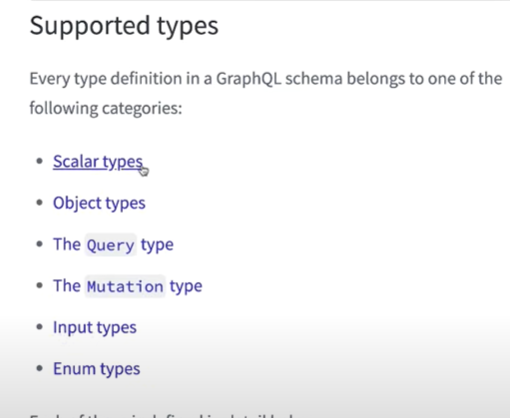 Supported types
Every type definition in a GraphQL schema belongs to one of the
following categories:
• Scalar types
• Object types
• The Query type
• The Mutation type
• Input types
• Enum types